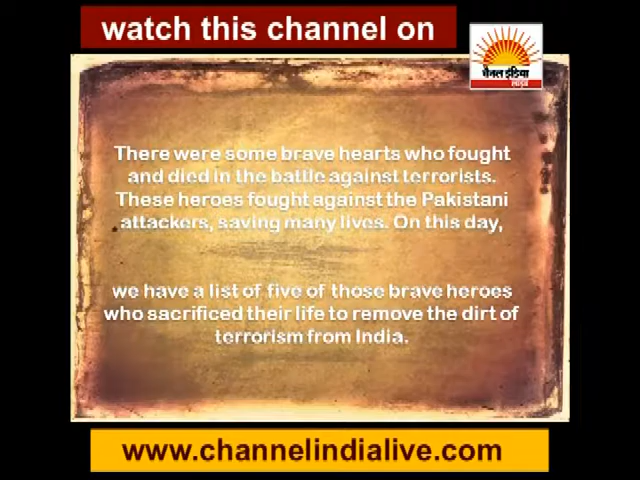 watch this channel on
चैनल इंडिया
लाइव
There were some brave hearts who fought
and died in the battle against terrorists.
These heroes fought against the Pakistani
attackers, saving many lives. On this day,
we have a list of five of those brave heroes
who sacrificed their life to remove the dirt of
terrorism from India.
www.channelindialive.com